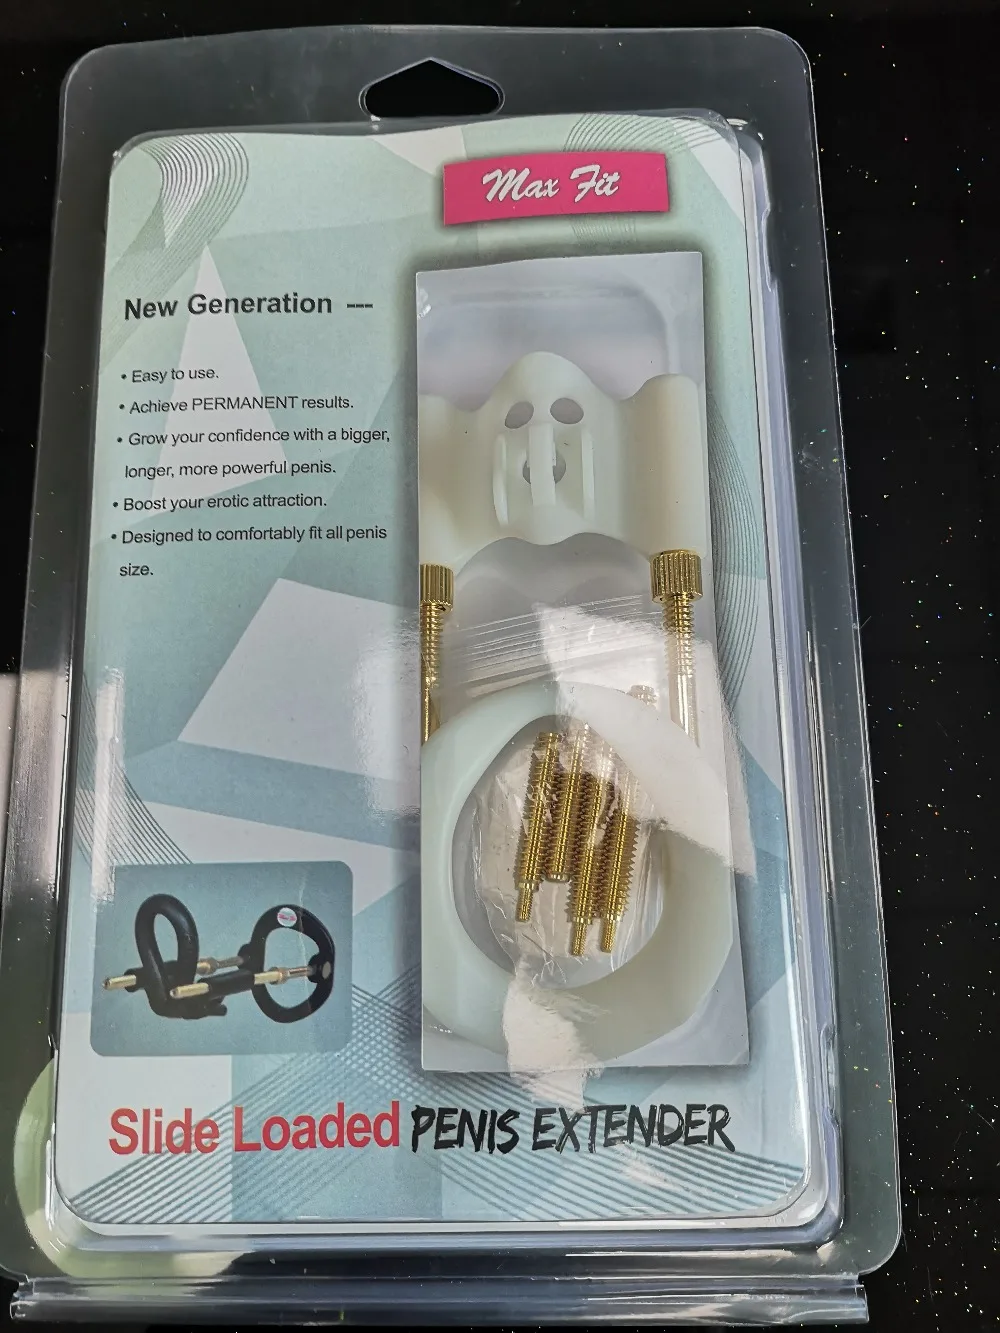 Max Fit
New Generation ---
• Easy to use.
• Achieve PERMANENT results.
• Grow your confidence with a bigger,
longer, more powerful penis.
• Boost your erotic attraction.
• Designed to comfortably fit all penis
size.
Slide Loaded PENIS EXTENDER